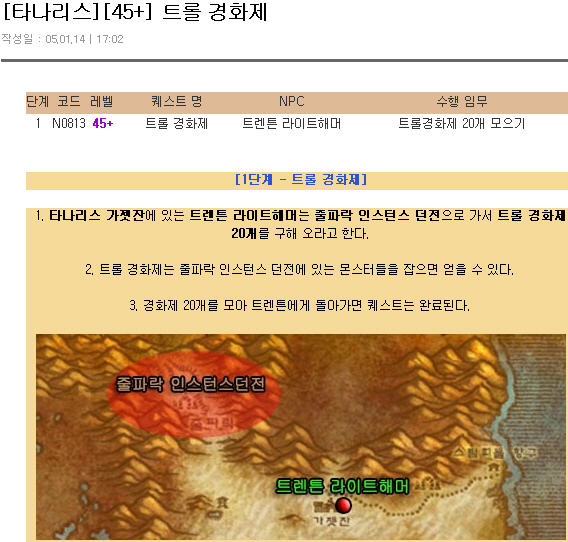 [타나리스][45+] 트롤 경화제
작성일 : 05.01.14 | 17:02
단계 코드 레벨 퀘스트 명 NPC 수행 임무
1 N0813 45+ 트롤 경화제 트렌튼 라이트해머 트롤경화제 20개 모으기
[1단계 - 트롤 경화제]
1. 타나리스 가젯잔에 있는 트렌튼 라이트해머는 줄파락 인스턴스 던전으로 가서 트롤 경화제
20개를 구해 오라고 한다.
2. 트롤 경화제는 줄파락 인스턴스 던전에 있는 몬스터들을 잡으면 얻을 수 있다.
3. 경화제 20개를 모아 트렌튼에게 돌아가면 퀘스트는 완료된다.
줄파락 인스턴스던전
줄파락
스팀휘들 항구
트렌튼 라이트해머
가젯잔